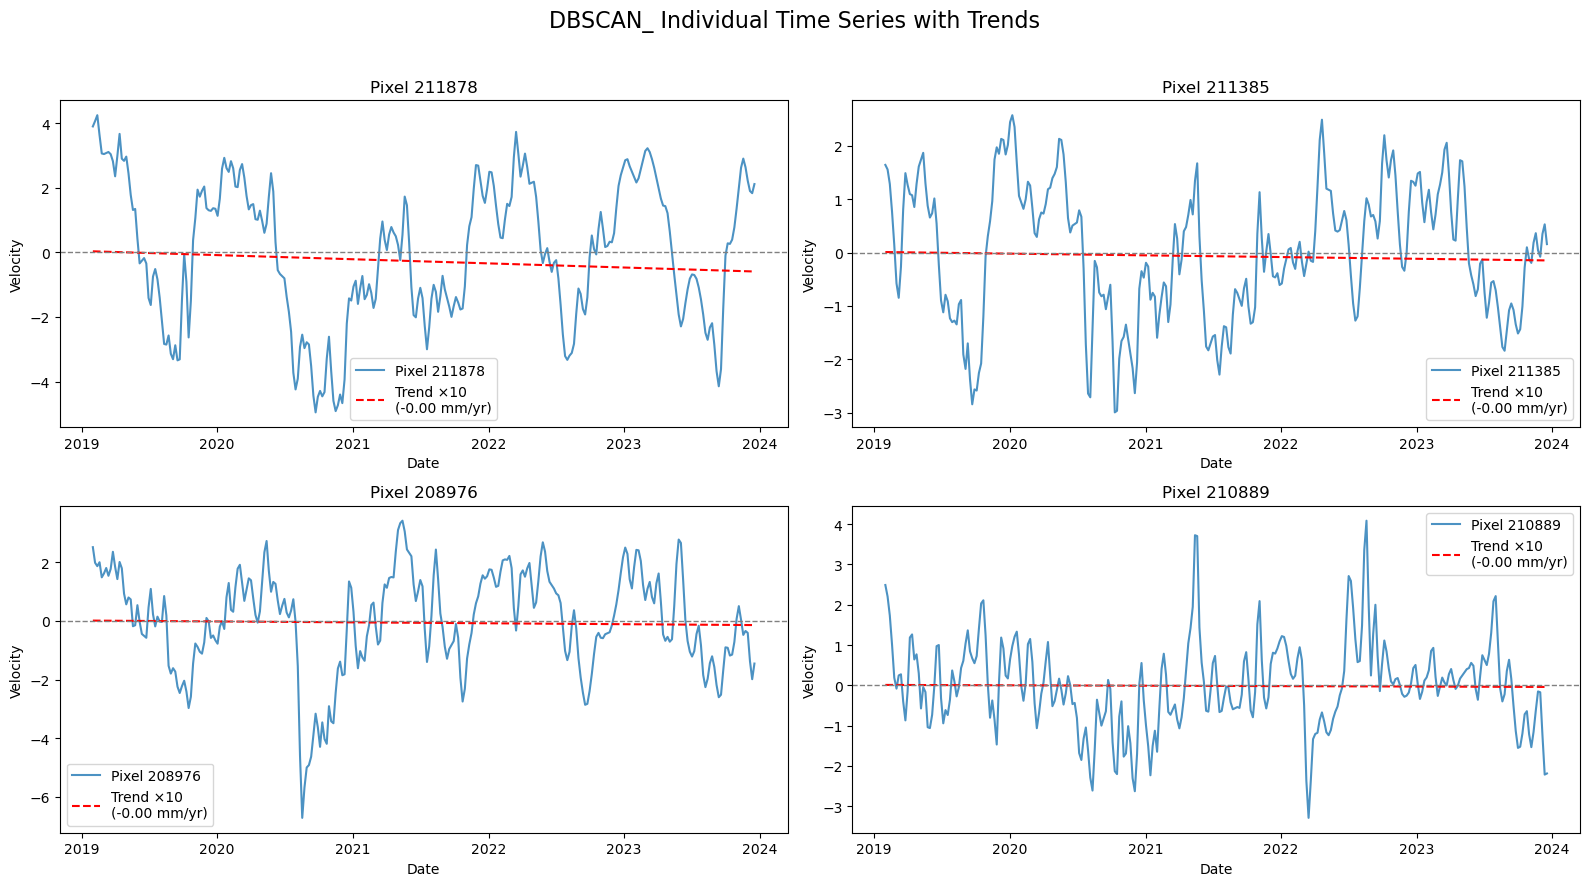 DBSCAN_ Individual Time Series with Trends
Pixel 211878
Velocity
4
2
0
−2
−4
Pixel 211878
Trend ×10
(-0.00 mm/yr)
2019 2020 2021 2022 2023 2024
Date
Pixel 211385
Velocity
2
1
0
−1
−2
−3
Pixel 211385
Trend ×10
(-0.00 mm/yr)
2019 2020 2021 2022 2023 2024
Date
Pixel 208976
Velocity
2
0
−2
−4
−6
Pixel 208976
Trend ×10
(-0.00 mm/yr)
2019 2020 2021 2022 2023 2024
Date
Pixel 210889
Velocity
4
3
2
1
0
−1
−2
−3
Pixel 210889
Trend ×10
(-0.00 mm/yr)
2019 2020 2021 2022 2023 2024
Date